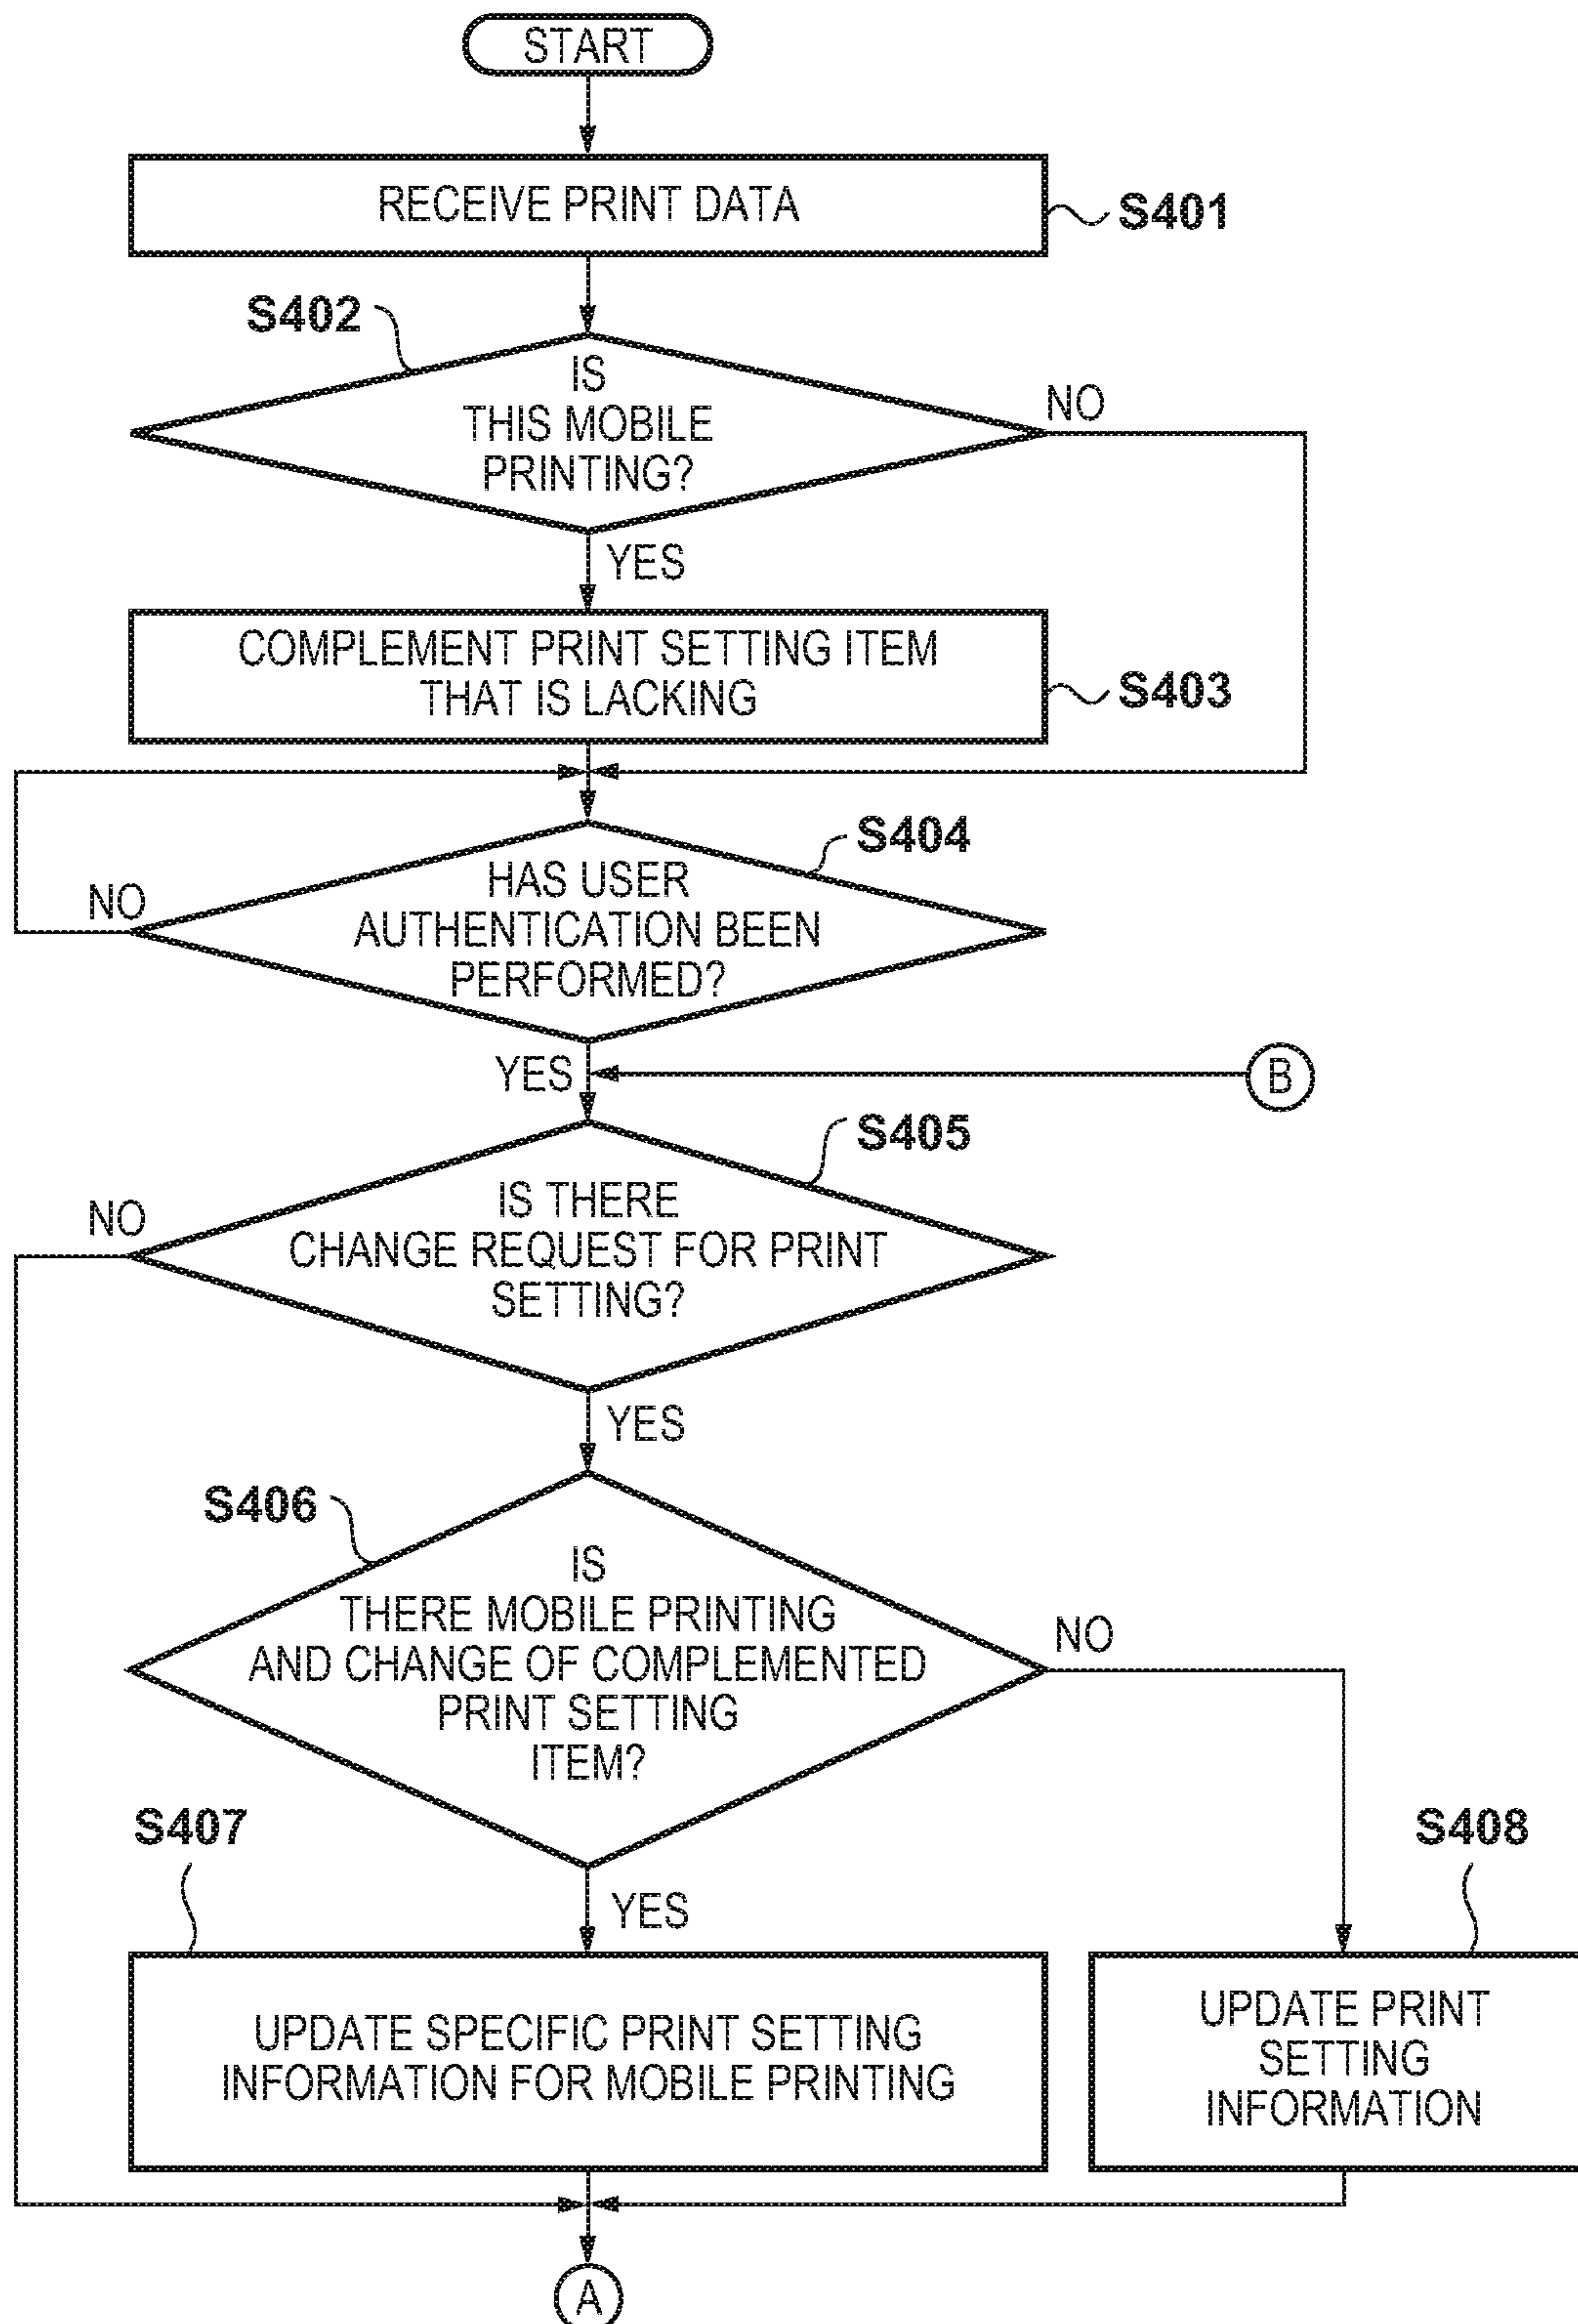 START
RECEIVE PRINT DATA
S401
S402
IS
THIS MOBILE
PRINTING?
NO
YES
COMPLEMENT PRINT SETTING ITEM
THAT IS LACKING
S403
S404
HAS USER
AUTHENTICATION BEEN
PERFORMED?
NO
YES
B
S405
IS THERE
CHANGE REQUEST FOR PRINT
SETTING?
NO
YES
S406
IS
THERE MOBILE PRINTING
AND CHANGE OF COMPLEMENTED
PRINT SETTING
ITEM?
NO
YES
S407
UPDATE SPECIFIC PRINT SETTING
INFORMATION FOR MOBILE PRINTING
S408
UPDATE PRINT
SETTING
INFORMATION
A